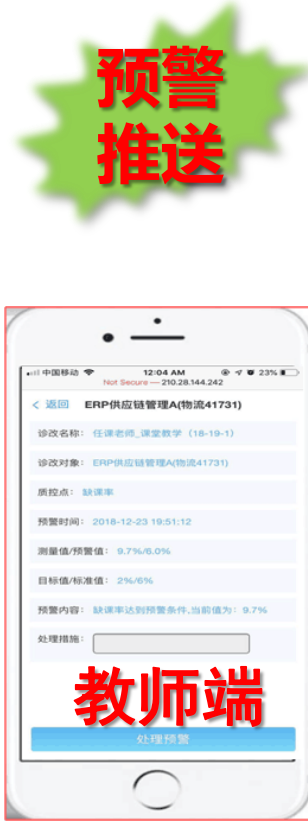 预警
推送
中国移动 12:04 AM 23%
Not Secure — 210.28.144.242
< 返回 ERP供应链管理A(物流41731)
诊改名称： 任课老师_课堂教学（18-19-1）
诊改对象： ERP供应链管理A(物流41731)
质控点： 缺课率
预警时间： 2018-12-23 19:51:12
测量值/预警值： 9.7%/6.0%
目标值/标准值： 2%/6%
预警内容： 缺课率达到预警条件,当前值为：9.7%
处理措施：
教师端
处理预警